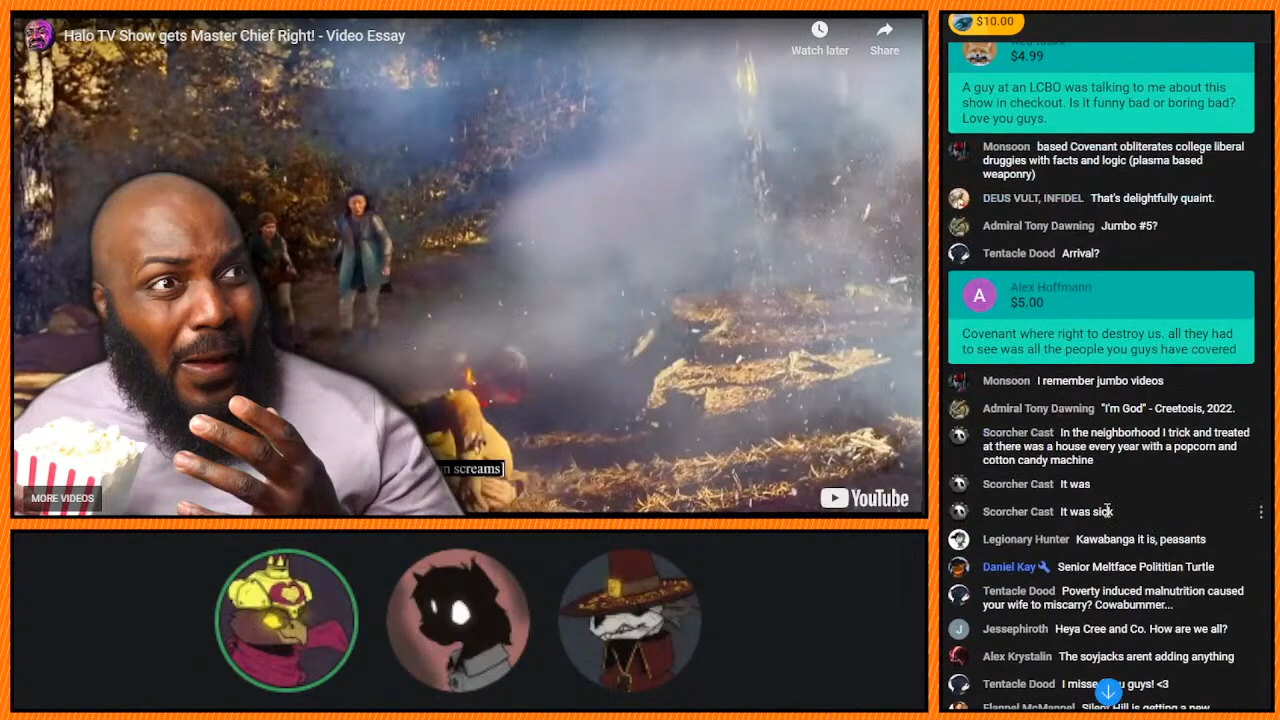 Halo TV Show gets Master Chief Right! - Video Essay
Watch later
Share
n screams]
MORE VIDEOS
YouTube
$10.00
$4.99
A guy at an LCBO was talking to me about this
show in checkout. Is it funny bad or boring bad?
Love you guys.
Monsoon based Covenant obliterates college liberal
druggies with facts and logic (plasma based
weaponry)
DEUS VULT, INFIDEL That's delightfully quaint.
Admiral Tony Dawning Jumbo #5?
Tentacle Dood Arrival?
A
Alex Hoffmann
$5.00
Covenant where right to destroy us. all they had
to see was all the people you guys have covered
Monsoon I remember jumbo videos
Admiral Tony Dawning "I'm God" - Creetosis, 2022.
Scorcher Cast In the neighborhood I trick and treated
at there was a house every year with a popcorn and
cotton candy machine
Scorcher Cast It was
Scorcher Cast It was sick
Legionary Hunter Kawabanga it is, peasants
Daniel Kay Senior Meltface Polititian Turtle
Tentacle Dood Poverty induced malnutrition caused
your wife to miscarry? Cowabummer...
J
Jessephiroth Heya Cree and Co. How are we all?
Alex Krystalin The soyjacks arent adding anything
Tentacle Dood I misse u guys! <3
Flannel McMannel Silent Hill is getting a new